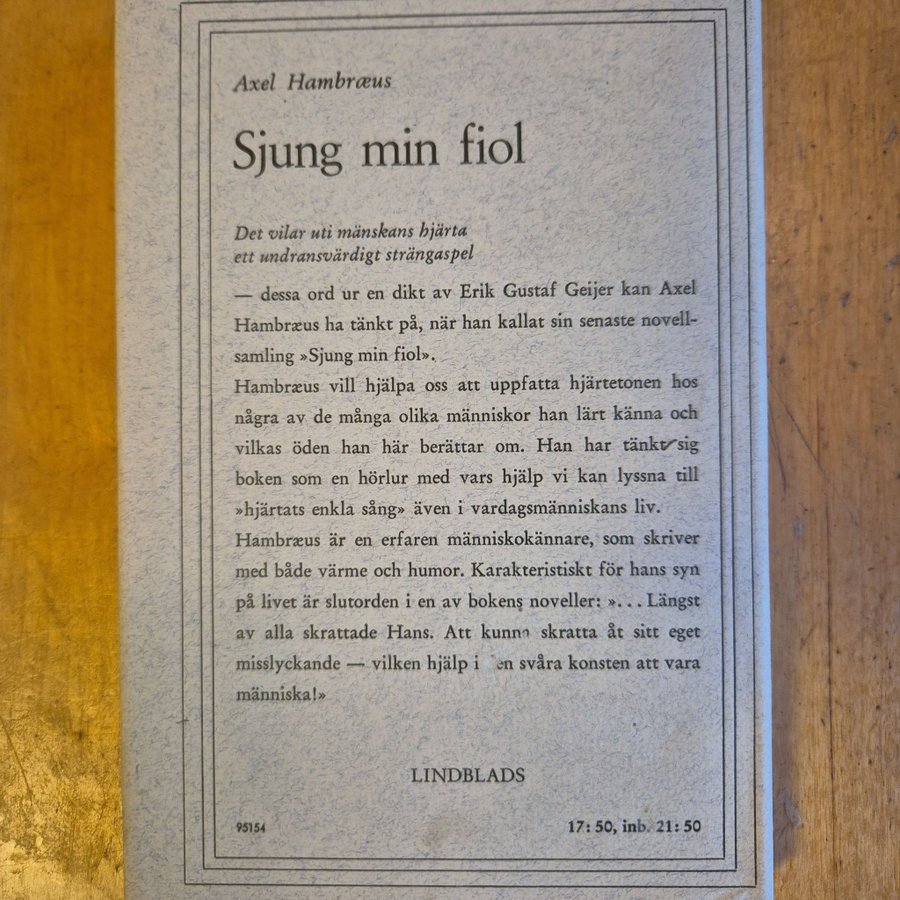 Axel Hambræus
Sjung min fiol
Det vilar uti mänskans hjärta
ett undransvärdigt strängaspel
— dessa ord ur en dikt av Erik Gustaf Geijer kan Axel
Hambræus ha tänkt på, när han kallat sin senaste novell-
samling »Sjung min fiol».
Hambræus vill hjälpa oss att uppfatta hjärtetonen hos
några av de många olika människor han lärt känna och
vilkas öden han här berättar om. Han har tänkt sig
boken som en hörlur med vars hjälp vi kan lyssna till
»hjärtats enkla sång» även i vardagsmänniskans liv.
Hambræus är en erfaren människokännare, som skriver
med både värme och humor. Karakteristiskt för hans syn
på livet är slutorden i en av bokens noveller: »... Längst
av alla skrattade Hans. Att kunna skratta åt sitt eget
misslyckande — vilken hjälp i en svåra konsten att vara
människa!»
LINDBLADS
95154
17:50, inb. 21:50